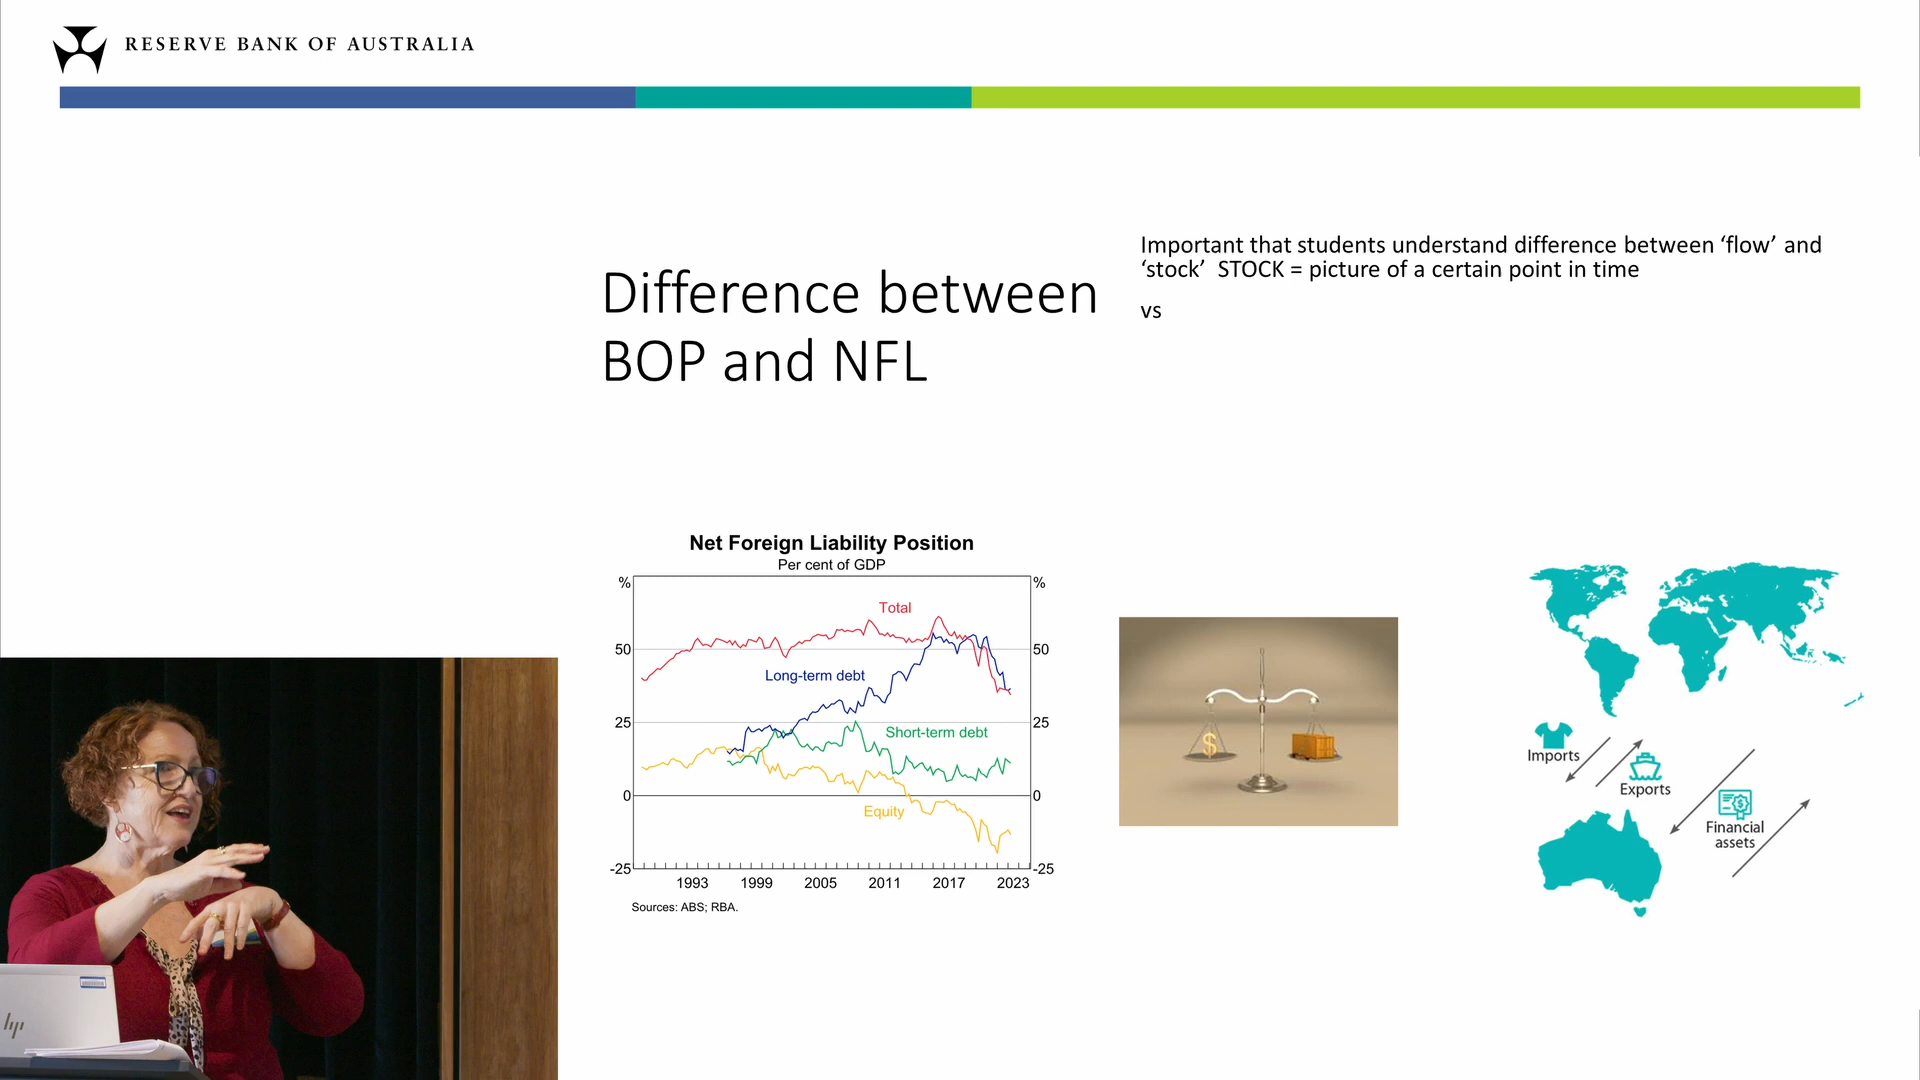 RESERVE BANK OF AUSTRALIA
Difference between
BOP and NFL
Important that students understand difference between ‘flow’ and
‘stock’  STOCK = picture of a certain point in time
vs
Net Foreign Liability Position
Per cent of GDP
% %
Total
50 50
Long-term debt
25 25
Short-term debt
0 0
Equity
-25 -25
1993 1999 2005 2011 2017 2023
Sources: ABS; RBA.
$
Imports
Exports
$
Financial
assets
hp